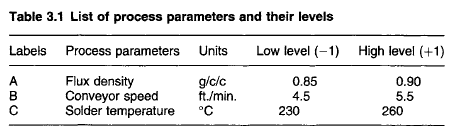 Table 3.1 List of process parameters and their levels
Labels Process parameters Units Low level (−1) High level (+1)
A Flux density g/c/c 0.85 0.90
B Conveyor speed ft./min. 4.5 5.5
C Solder temperature °C 230 260